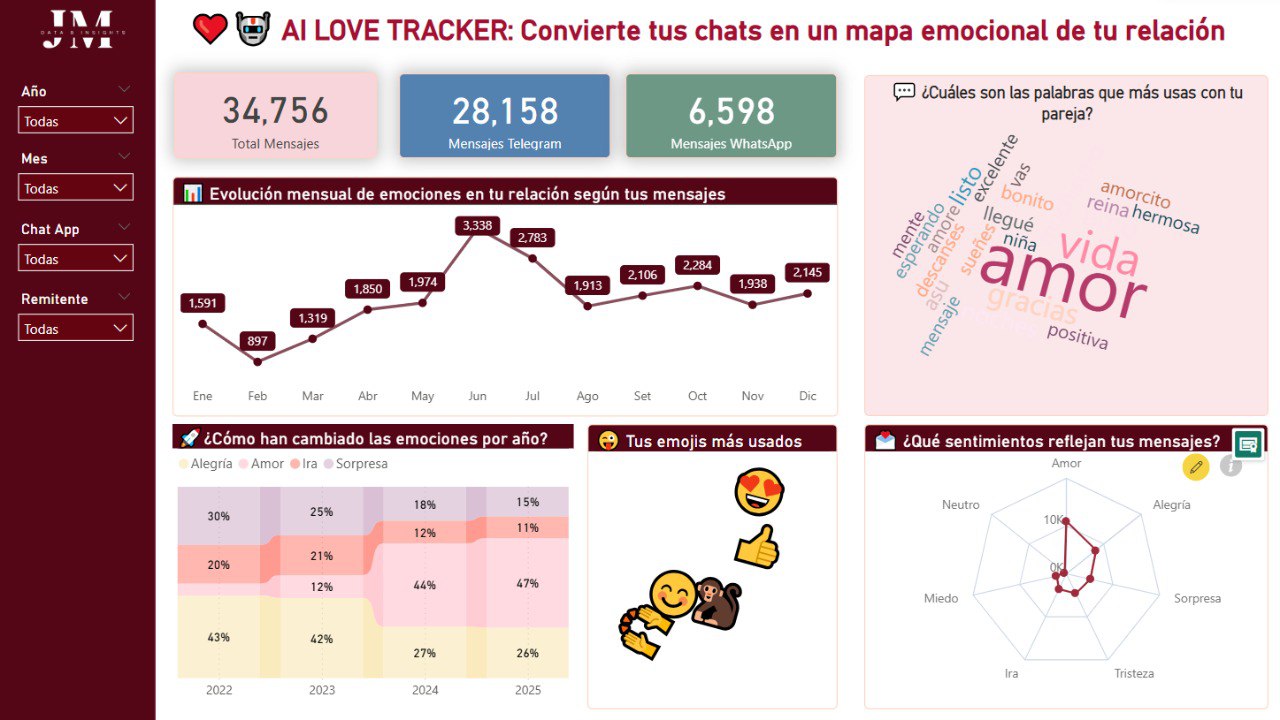 JM
DATA & INSIGHTS
AI LOVE TRACKER: Convierte tus chats en un mapa emocional de tu relación
Año
Todas
Mes
Todas
Chat App
Todas
Remitente
Todas
34,756
Total Mensajes
28,158
Mensajes Telegram
6,598
Mensajes WhatsApp
Evolución mensual de emociones en tu relación según tus mensajes
1,591
897
1,319
1,850
1,974
3,338
2,783
1,913
2,106
2,284
1,938
2,145
Ene Feb Mar Abr May Jun Jul Ago Set Oct Nov Dic
¿Cuáles son las palabras que más usas con tu
pareja?
excelente
vas
listo
bonito
amorcito
reina
hermosa
llegué
niña
mente
esperando
amore
descanses
sueñes
vida
amor
gracias
asu
mensaje
positiva
¿Cómo han cambiado las emociones por año?
Alegría Amor Ira Sorpresa
30% 25% 18% 15%
20% 21% 12% 11%
12% 44% 47%
43% 42% 27% 26%
2022 2023 2024 2025
Tus emojis más usados
¿Qué sentimientos reflejan tus mensajes?
Amor
Neutro
Alegría
10K
0K
Miedo
Sorpresa
Ira
Tristeza